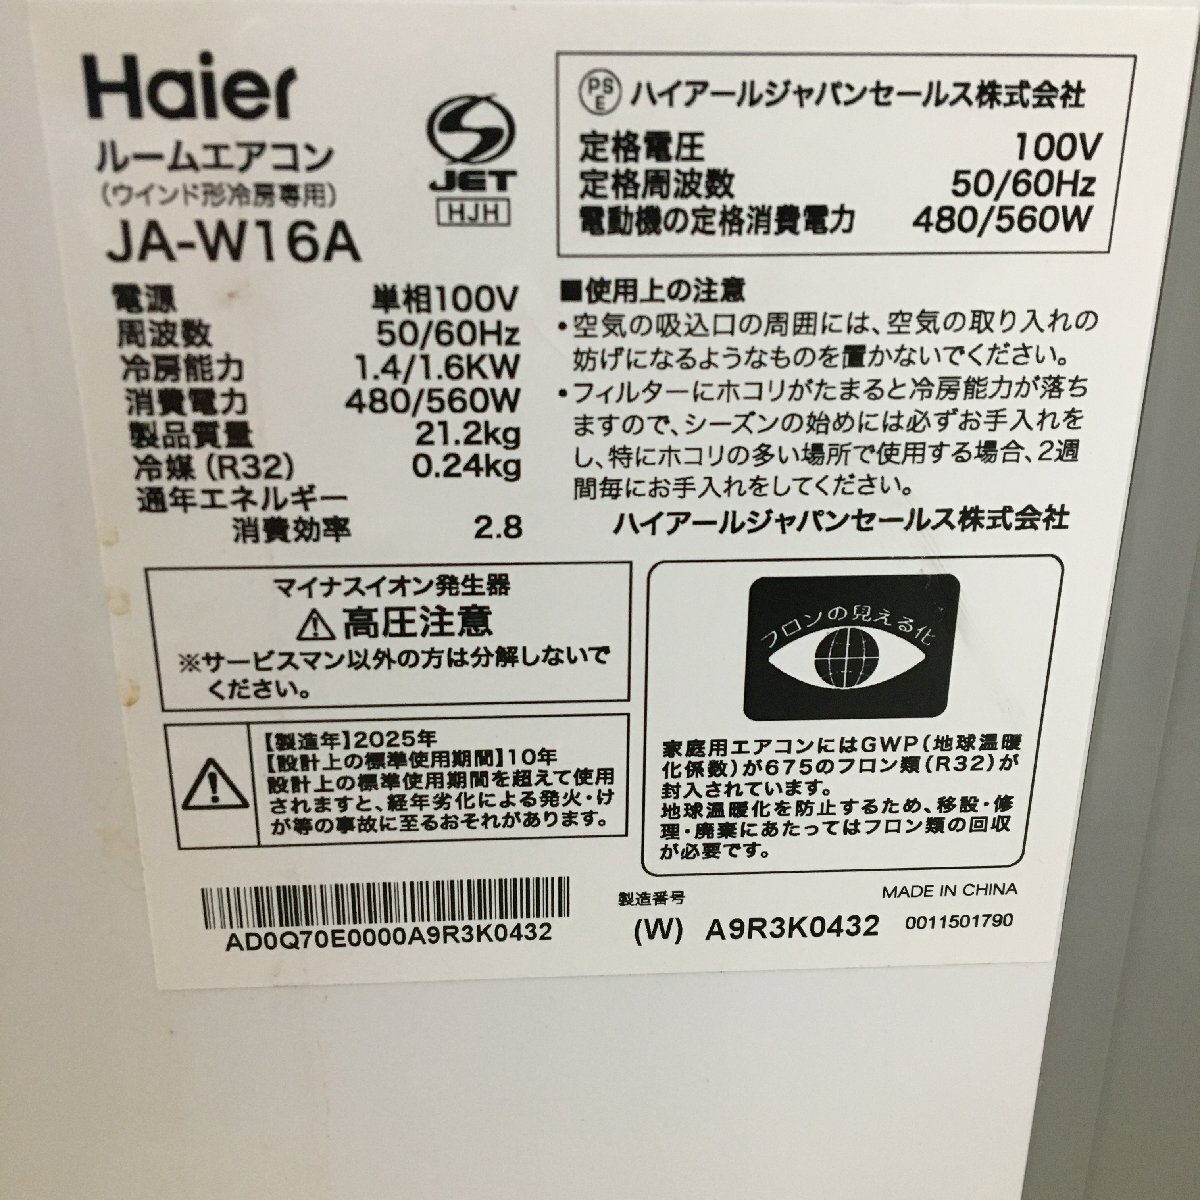 Haier
ルームエアコン
(ウインド形冷房専用)
JA-W16A
JET
HJH
電源 単相100V
周波数 50/60Hz
冷房能力 1.4/1.6KW
消費電力 480/560W
製品質量 21.2kg
冷媒(R32) 0.24kg
通年エネルギー
消費効率 2.8
PSE ハイアールジャパンセールス株式会社
定格電圧 100V
定格周波数 50/60Hz
電動機の定格消費電力 480/560W
■使用上の注意
•空気の吸込口の周囲には、空気の取り入れの
妨げになるようなものを置かないでください。
•フィルターにホコリがたまると冷房能力が落ち
ますので、シーズンの始めには必ずお手入れを
し、特にホコリの多い場所で使用する場合、2週
間毎にお手入れをしてください。
ハイアールジャパンセールス株式会社
マイナスイオン発生器
⚠高圧注意
※サービスマン以外の方は分解しないで
ください。
【製造年】2025年
【設計上の標準使用期間】10年
設計上の標準使用期間を超えて使用
されますと、経年劣化による発火・け
が等の事故に至るおそれがあります。
フロンの見える化
家庭用エアコンにはGWP(地球温暖
化係数)が675のフロン類(R32)が
封入されています。
地球温暖化を防止するため、移設・修
理・廃棄にあたってはフロン類の回収
が必要です。
AD0Q70E0000A9R3K0432
製造番号
(W) A9R3K0432
MADE IN CHINA
0011501790